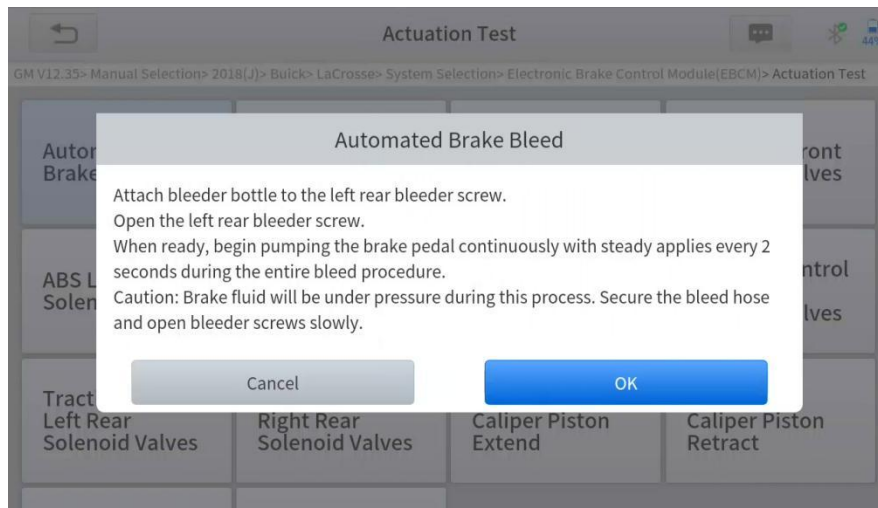 Actuation Test
44%
GM V12.35> Manual Selection> 2018(J)> Buick> LaCrosse> System Selection> Electronic Brake Control Module(EBCM)> Actuation Test
Automated Brake Bleed
Attach bleeder bottle to the left rear bleeder screw.
Open the left rear bleeder screw.
When ready, begin pumping the brake pedal continuously with steady applies every 2
seconds during the entire bleed procedure.
Caution: Brake fluid will be under pressure during this process. Secure the bleed hose
and open bleeder screws slowly.
Cancel
OK
Autor
Brake
ront
lves
ABS L
Solen
ntrol
lves
Tract
Left Rear
Solenoid Valves
Right Rear
Solenoid Valves
Caliper Piston
Extend
Caliper Piston
Retract